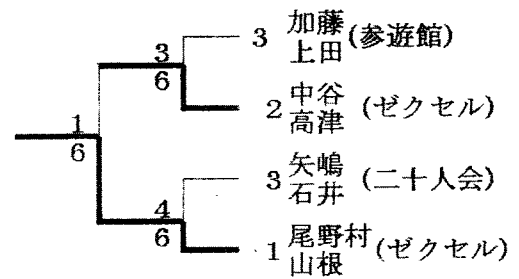 3 加藤 上田 (参遊館)
3
6
2 中谷 高津 (ゼクセル)
1
6
3 矢嶋 石井 (二十人会)
4
6
1 尾野村 山根 (ゼクセル)